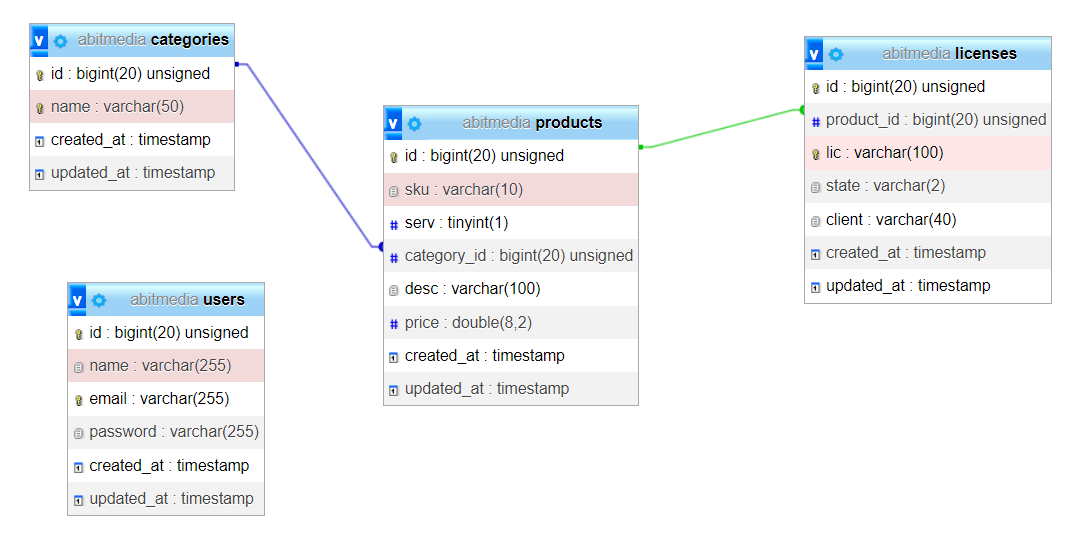 v abitmedia categories
id : bigint(20) unsigned
name : varchar(50)
created_at : timestamp
updated_at : timestamp
v abitmedia users
id : bigint(20) unsigned
name : varchar(255)
email : varchar(255)
password : varchar(255)
created_at : timestamp
updated_at : timestamp
v abitmedia products
id : bigint(20) unsigned
sku : varchar(10)
# serv : tinyint(1)
# category_id : bigint(20) unsigned
desc : varchar(100)
# price : double(8,2)
created_at : timestamp
updated_at : timestamp
v abitmedia licenses
id : bigint(20) unsigned
# product_id : bigint(20) unsigned
lic : varchar(100)
state : varchar(2)
client : varchar(40)
created_at : timestamp
updated_at : timestamp